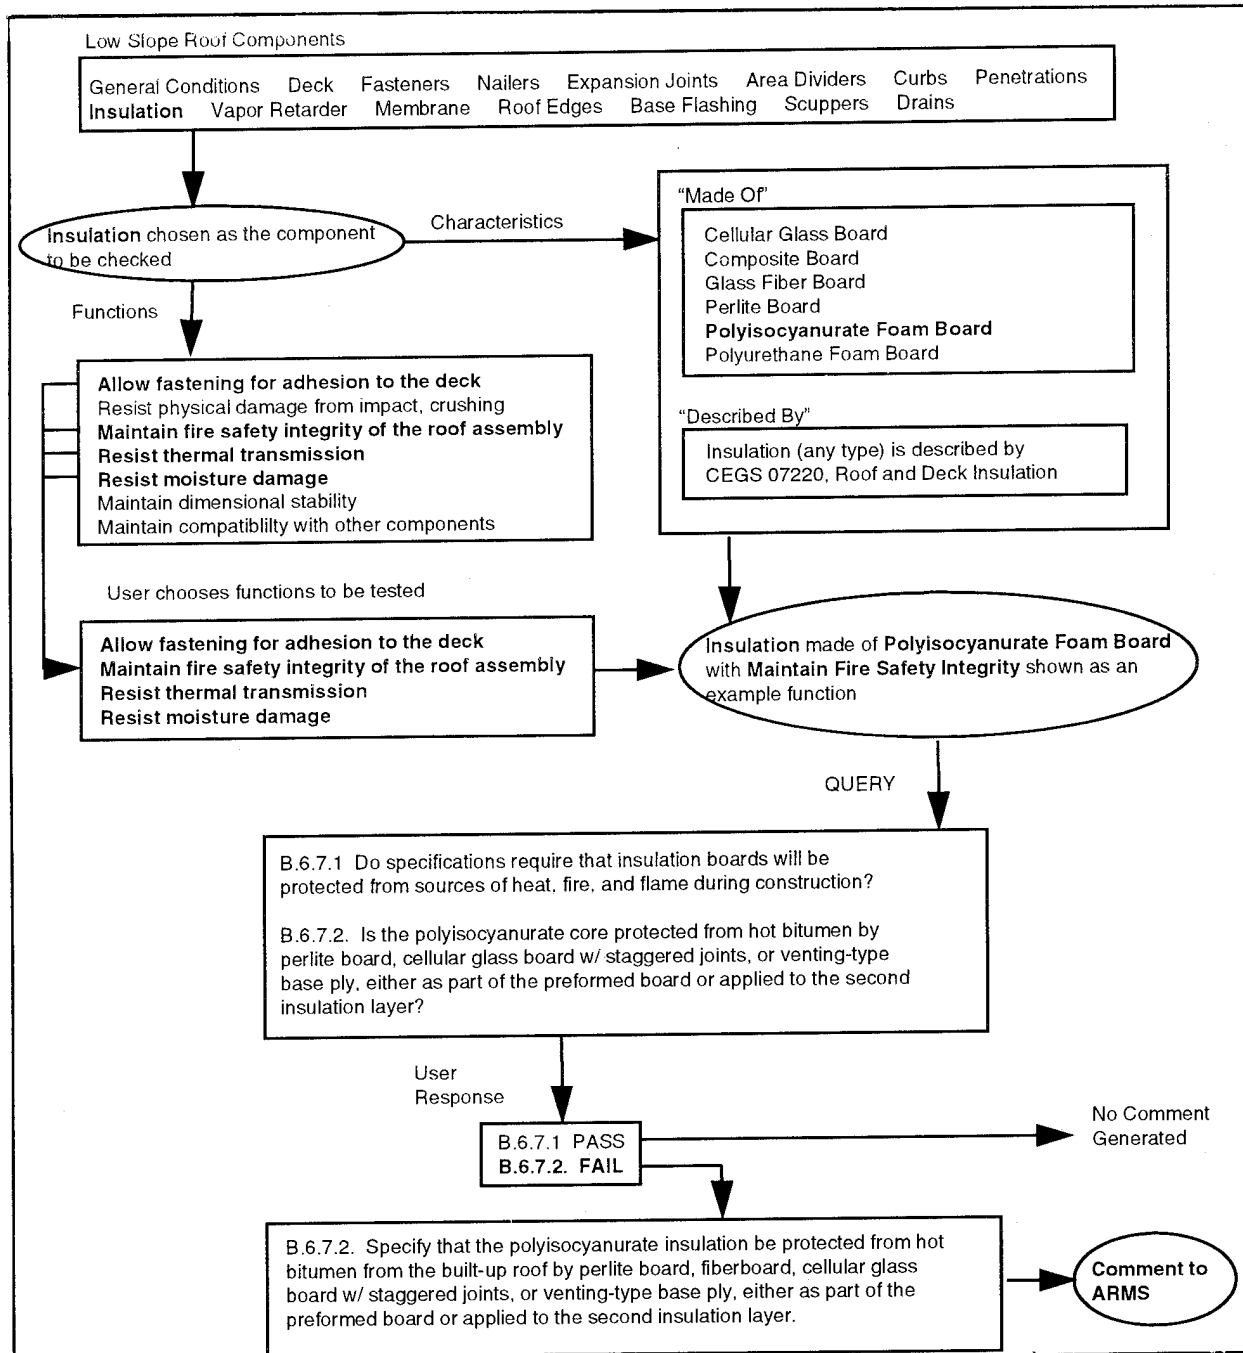 Low Slope Roof Components
General Conditions Deck Fasteners Nailers Expansion Joints Area Dividers Curbs Penetrations
Insulation Vapor Retarder Membrane Roof Edges Base Flashing Scuppers Drains
Insulation chosen as the component
to be checked
Characteristics
"Made Of"
Cellular Glass Board
Composite Board
Glass Fiber Board
Perlite Board
Polyisocyanurate Foam Board
Polyurethane Foam Board
"Described By"
Insulation (any type) is described by
CEGS 07220, Roof and Deck Insulation
Functions
Allow fastening for adhesion to the deck
Resist physical damage from impact, crushing
Maintain fire safety integrity of the roof assembly
Resist thermal transmission
Resist moisture damage
Maintain dimensional stability
Maintain compatiblilty with other components
User chooses functions to be tested
Allow fastening for adhesion to the deck
Maintain fire safety integrity of the roof assembly
Resist thermal transmission
Resist moisture damage
Insulation made of Polyisocyanurate Foam Board
with Maintain Fire Safety Integrity shown as an
example function
QUERY
B.6.7.1 Do specifications require that insulation boards will be
protected from sources of heat, fire, and flame during construction?
B.6.7.2. Is the polyisocyanurate core protected from hot bitumen by
perlite board, cellular glass board w/ staggered joints, or venting-type
base ply, either as part of the preformed board or applied to the second
insulation layer?
User
Response
B.6.7.1 PASS
B.6.7.2. FAIL
No Comment
Generated
B.6.7.2. Specify that the polyisocyanurate insulation be protected from hot
bitumen from the built-up roof by perlite board, fiberboard, cellular glass
board w/ staggered joints, or venting-type base ply, either as part of the
preformed board or applied to the second insulation layer.
Comment to
ARMS